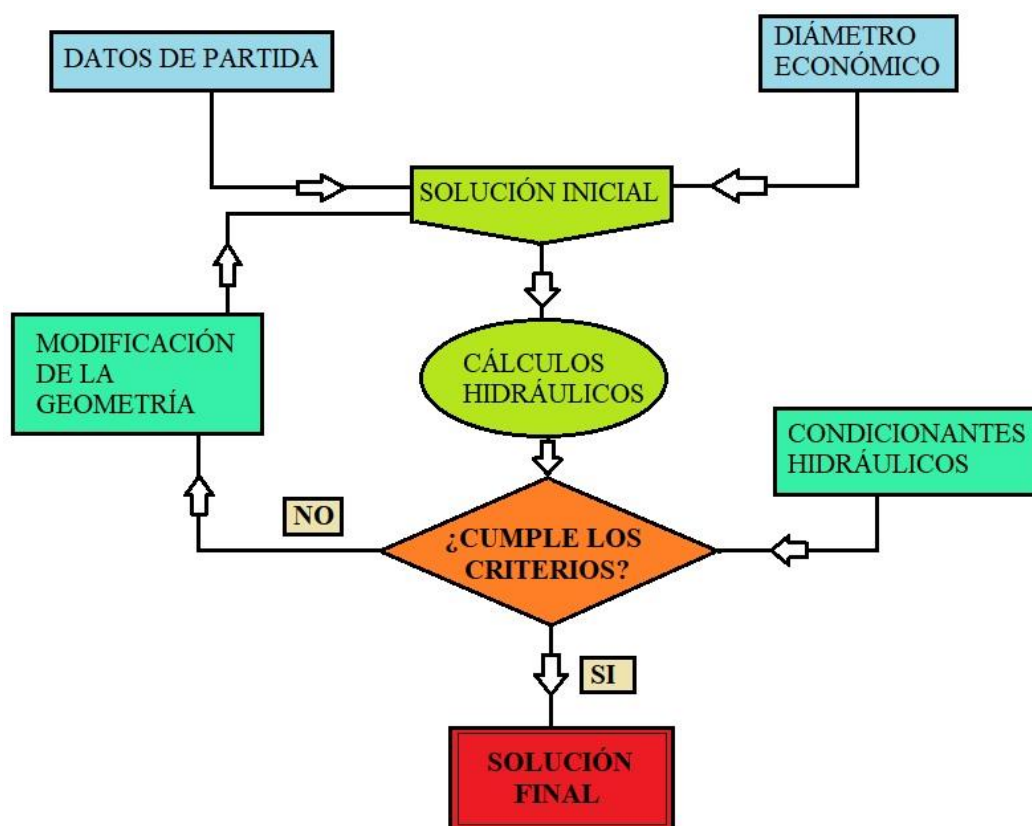 DATOS DE PARTIDA
DIÁMETRO
ECONÓMICO
SOLUCIÓN INICIAL
MODIFICACIÓN
DE LA
GEOMETRÍA
CÁLCULOS
HIDRÁULICOS
CONDICIONANTES
HIDRÁULICOS
NO
¿CUMPLE LOS
CRITERIOS?
SI
SOLUCIÓN
FINAL